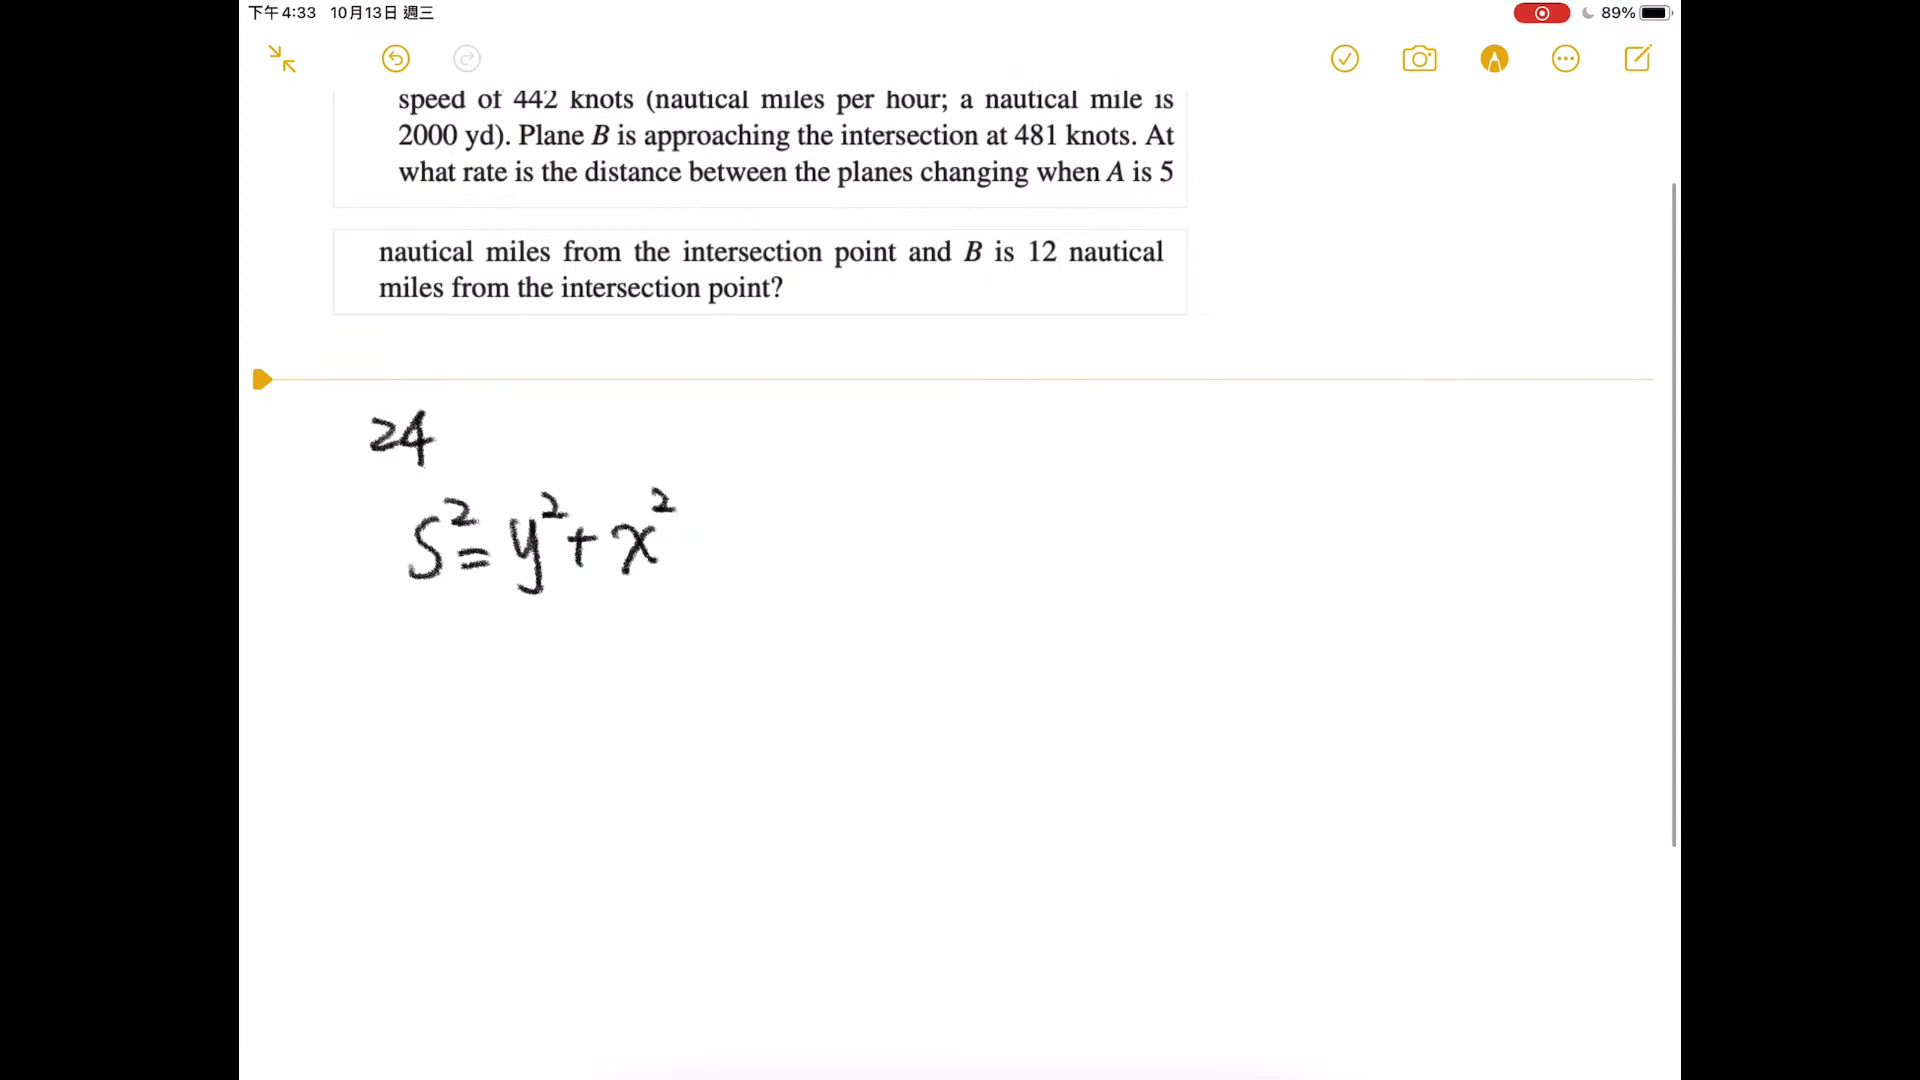 下午4:33 10月13日 週三
89%
speed of 442 knots (nautical miles per hour; a nautical mile is
2000 yd). Plane B is approaching the intersection at 481 knots. At
what rate is the distance between the planes changing when A is 5
nautical miles from the intersection point and B is 12 nautical
miles from the intersection point?
24
S² = y² + x²